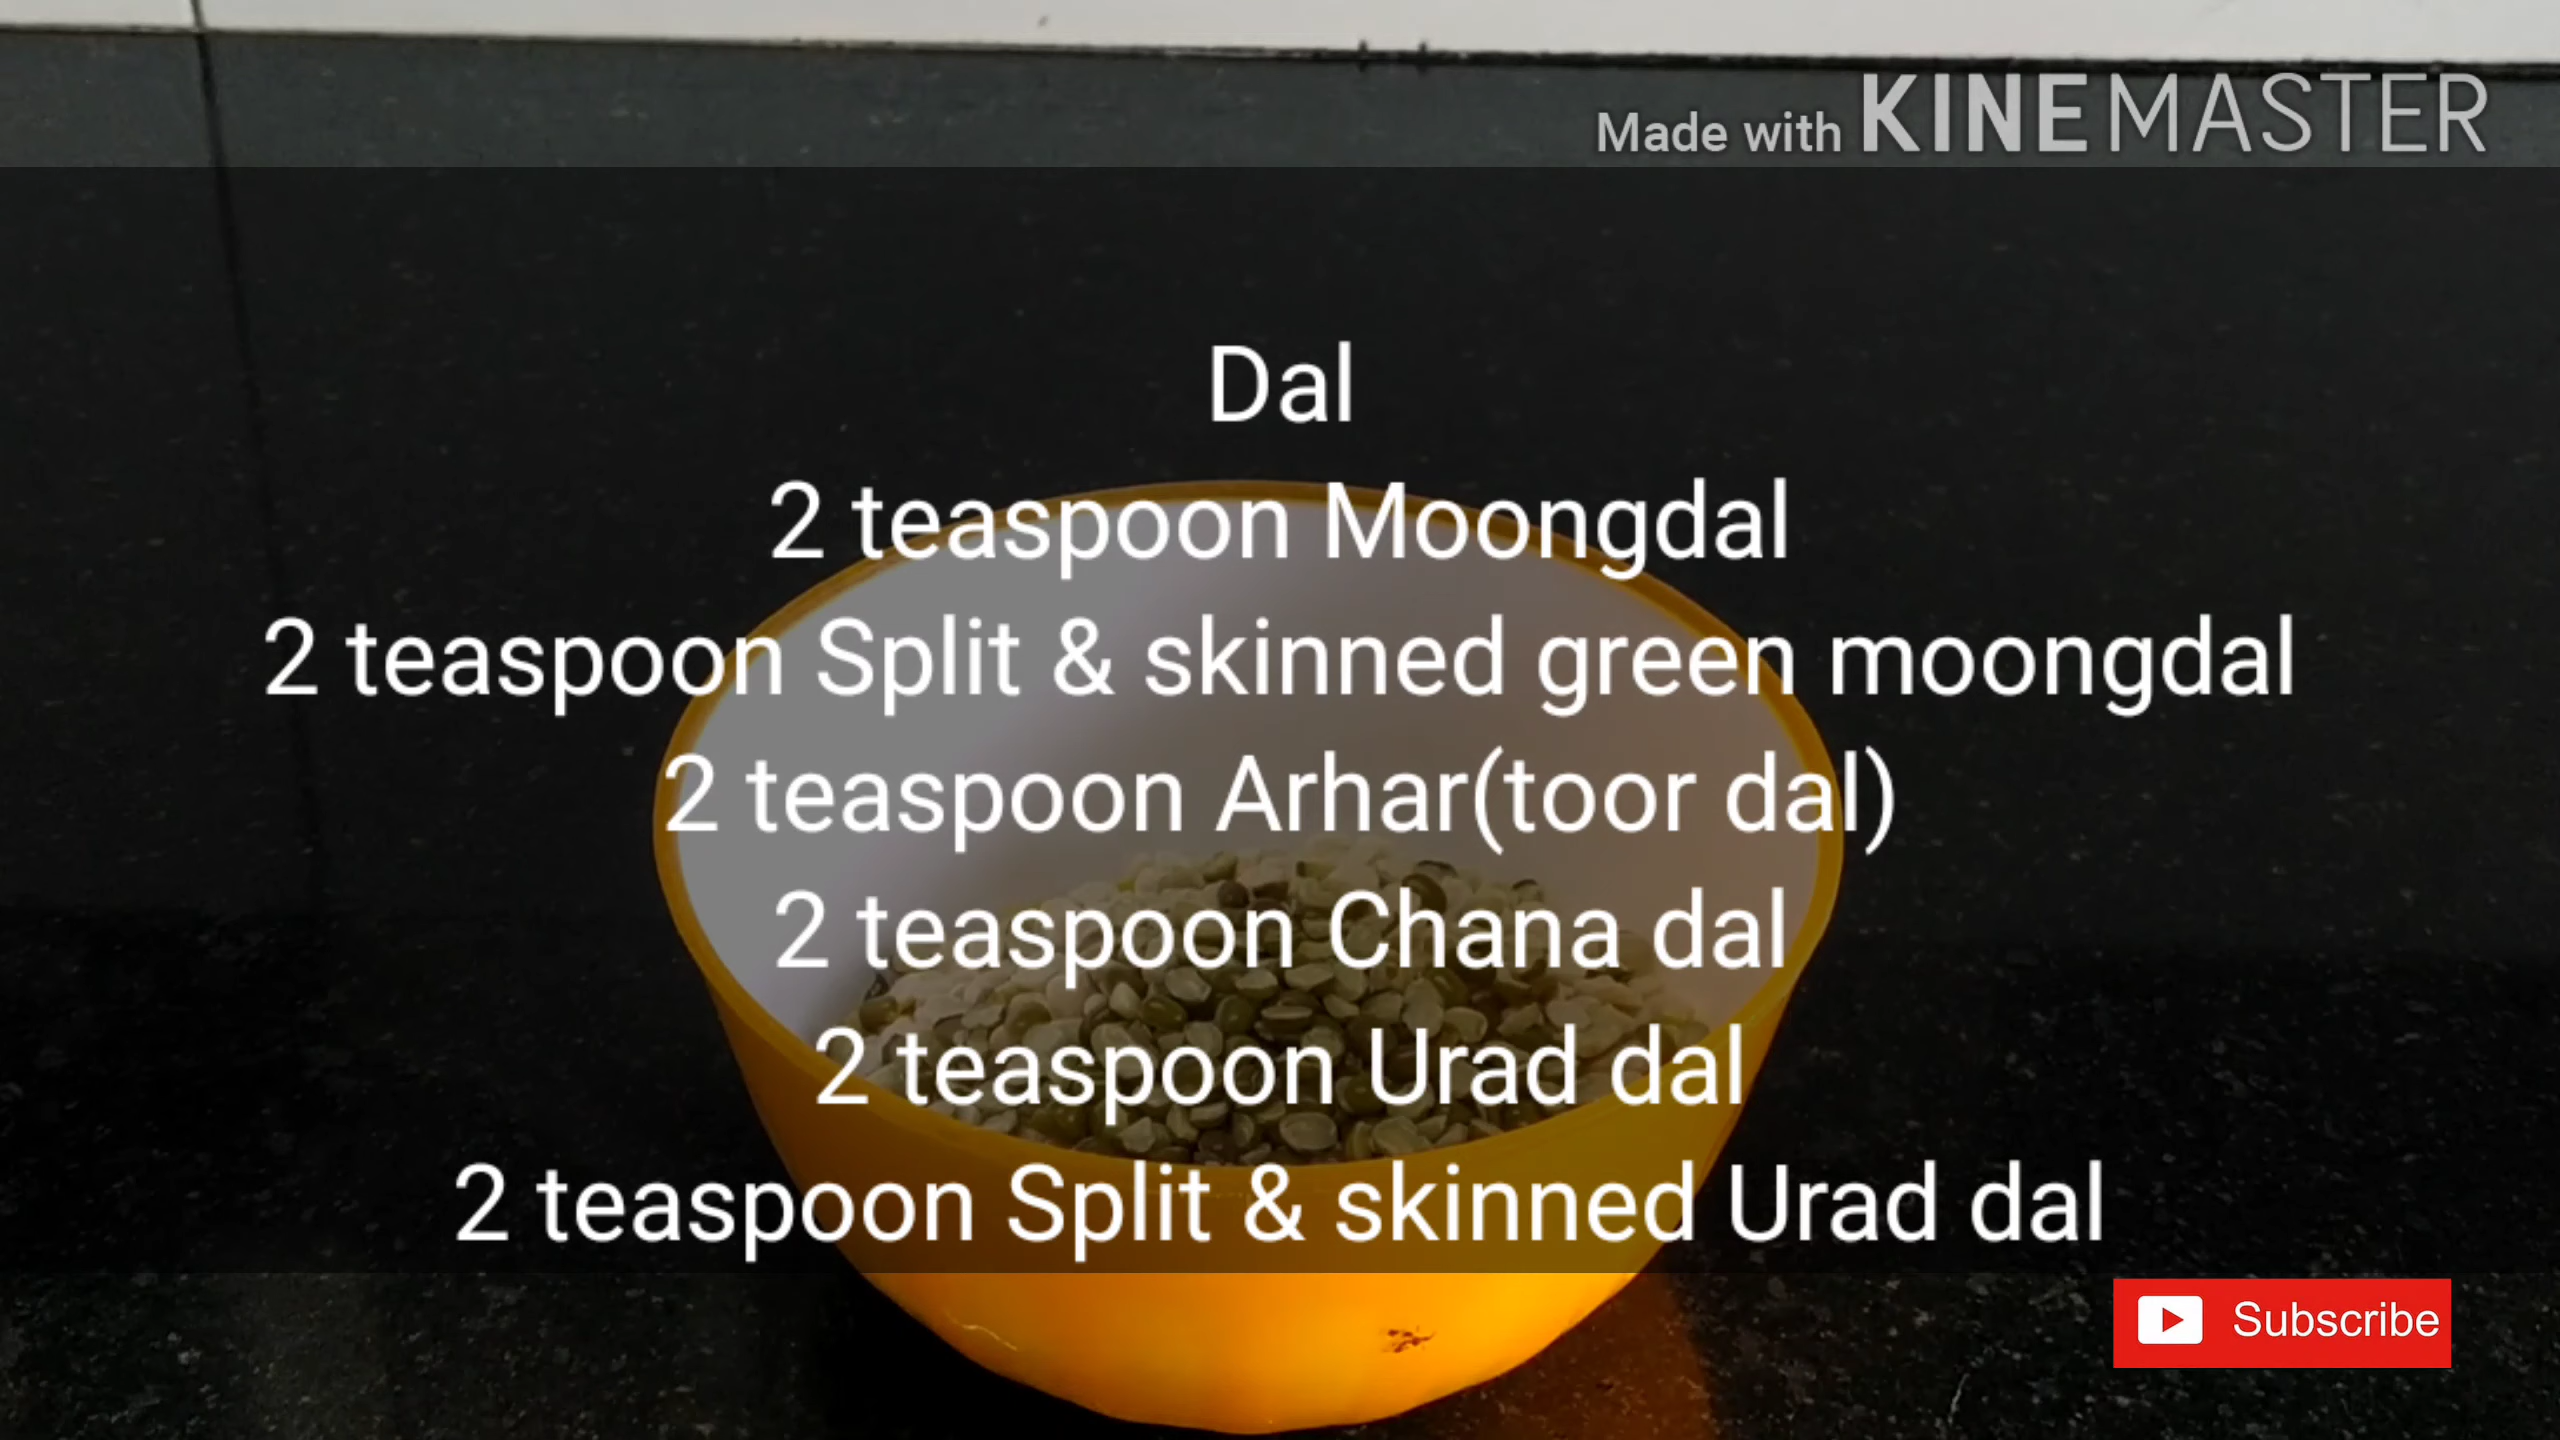 Made with KINEMASTER
Dal
2 teaspoon Moongdal
2 teaspoon Split & skinned green moongdal
2 teaspoon Arhar(toor dal)
2 teaspoon Chana dal
2 teaspoon Urad dal
2 teaspoon Split & skinned Urad dal
Subscribe